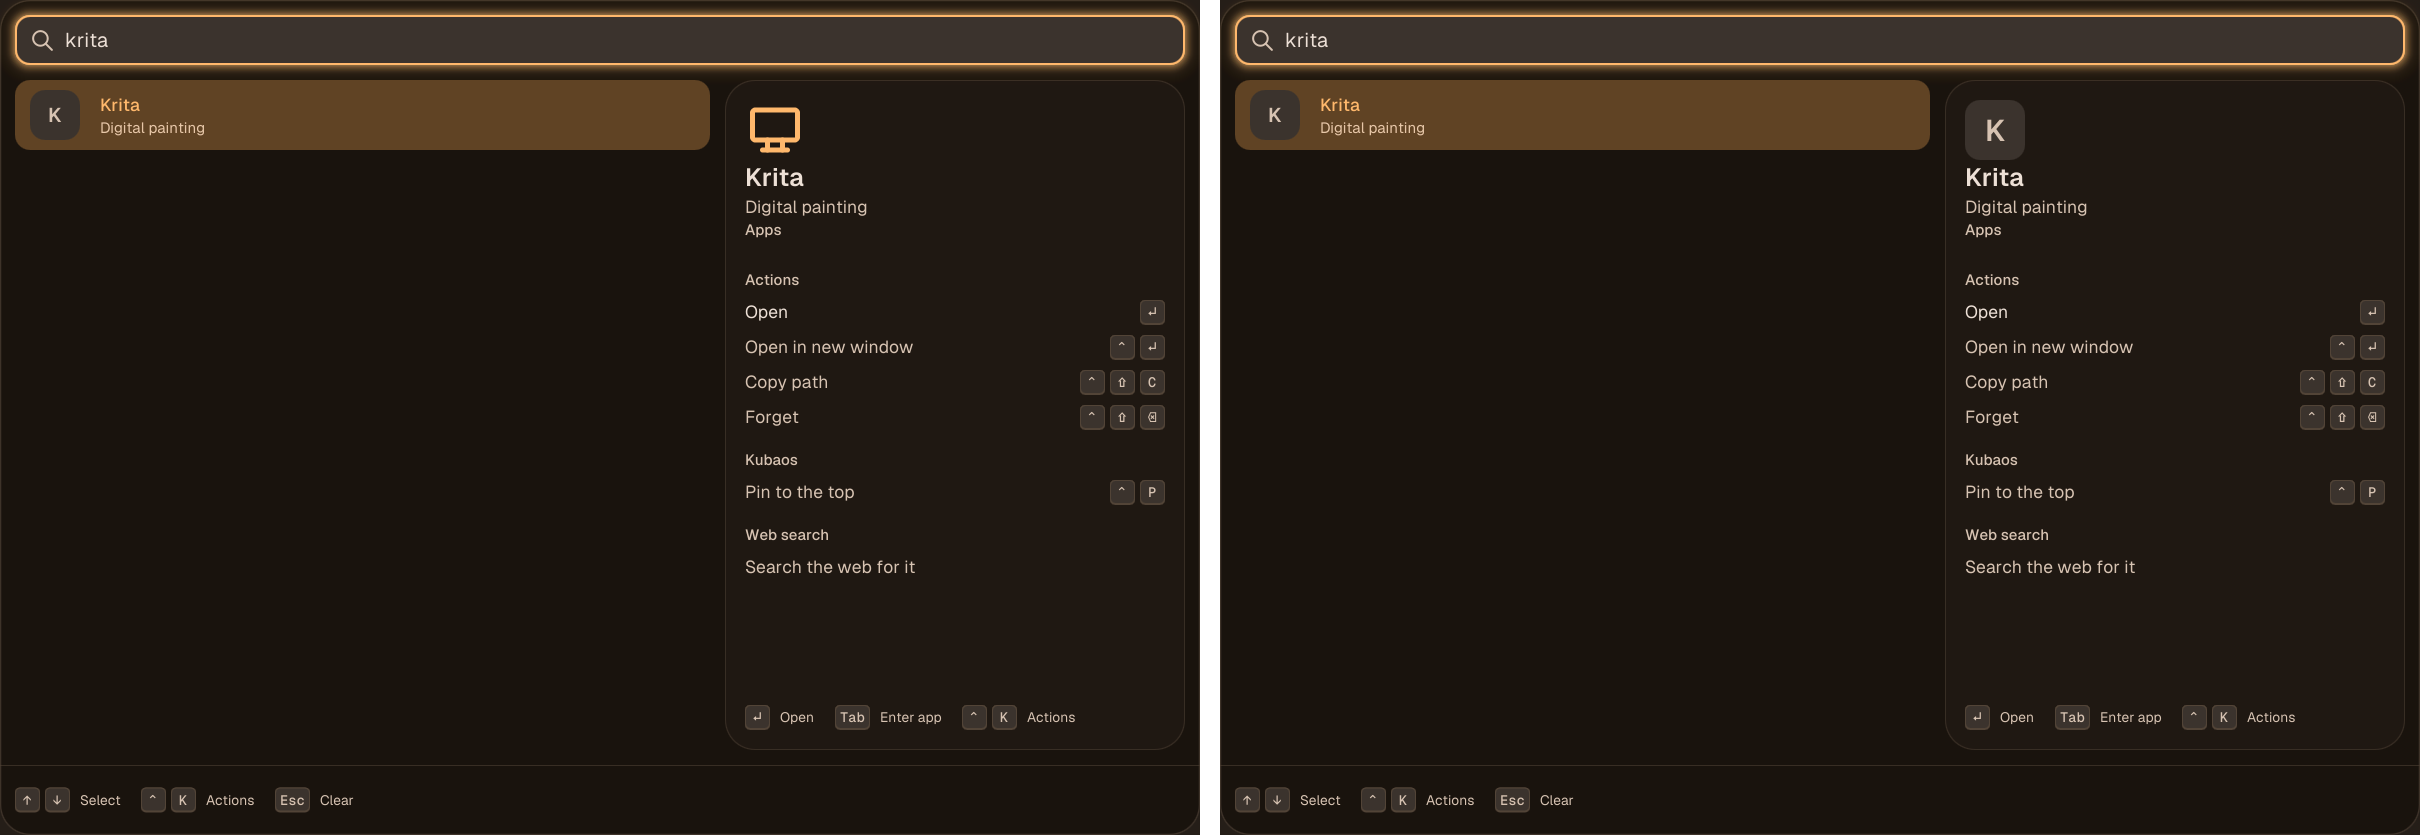 krita
K
Krita
Digital painting
Krita
Digital painting
Apps
Actions
Open ↵
Open in new window ^ ↵
Copy path ^ ⇧ C
Forget ^ ⇧ ⌫
Kubaos
Pin to the top ^ P
Web search
Search the web for it
↵ Open Tab Enter app ^ K Actions
↑ ↓ Select ^ K Actions Esc Clear
krita
K
Krita
Digital painting
K
Krita
Digital painting
Apps
Actions
Open ↵
Open in new window ^ ↵
Copy path ^ ⇧ C
Forget ^ ⇧ ⌫
Kubaos
Pin to the top ^ P
Web search
Search the web for it
↵ Open Tab Enter app ^ K Actions
↑ ↓ Select ^ K Actions Esc Clear